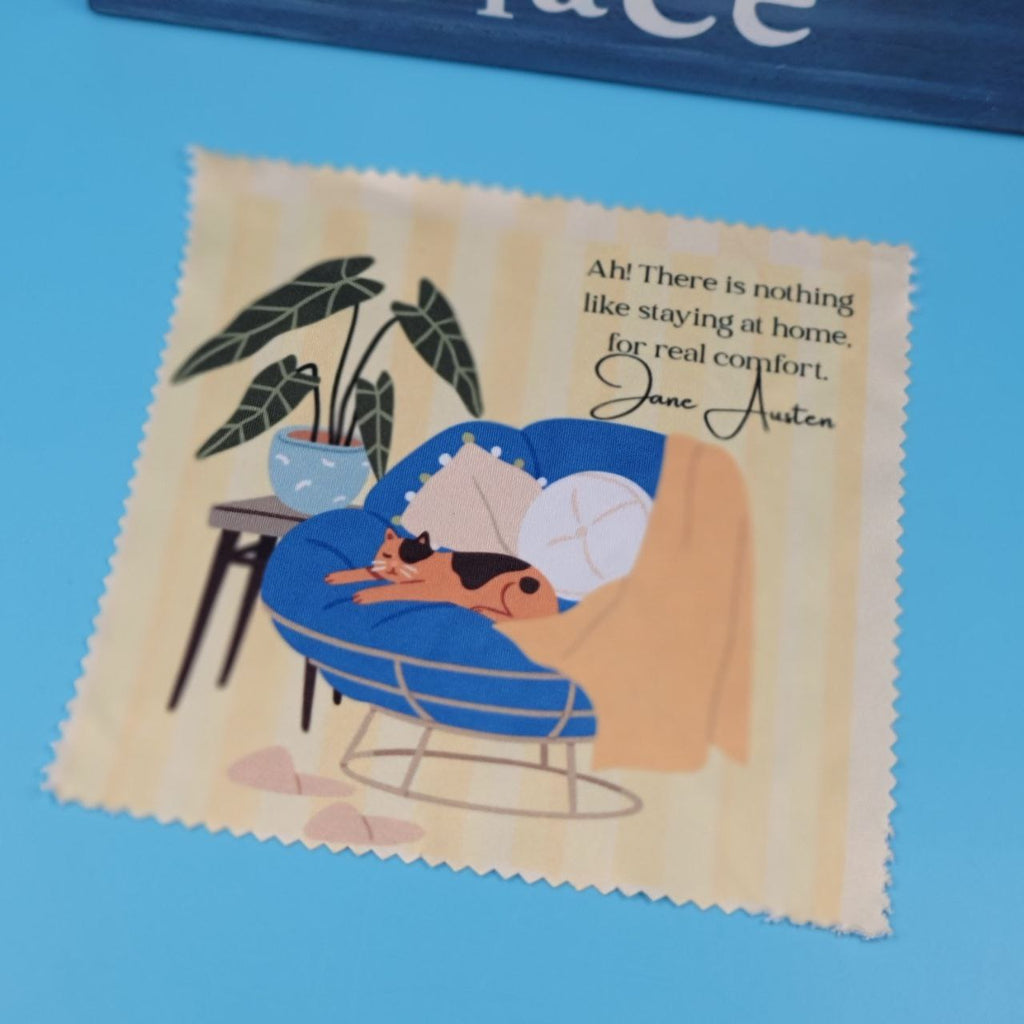 Ah! There is nothing
like staying at home,
for real comfort.
Jane Austen